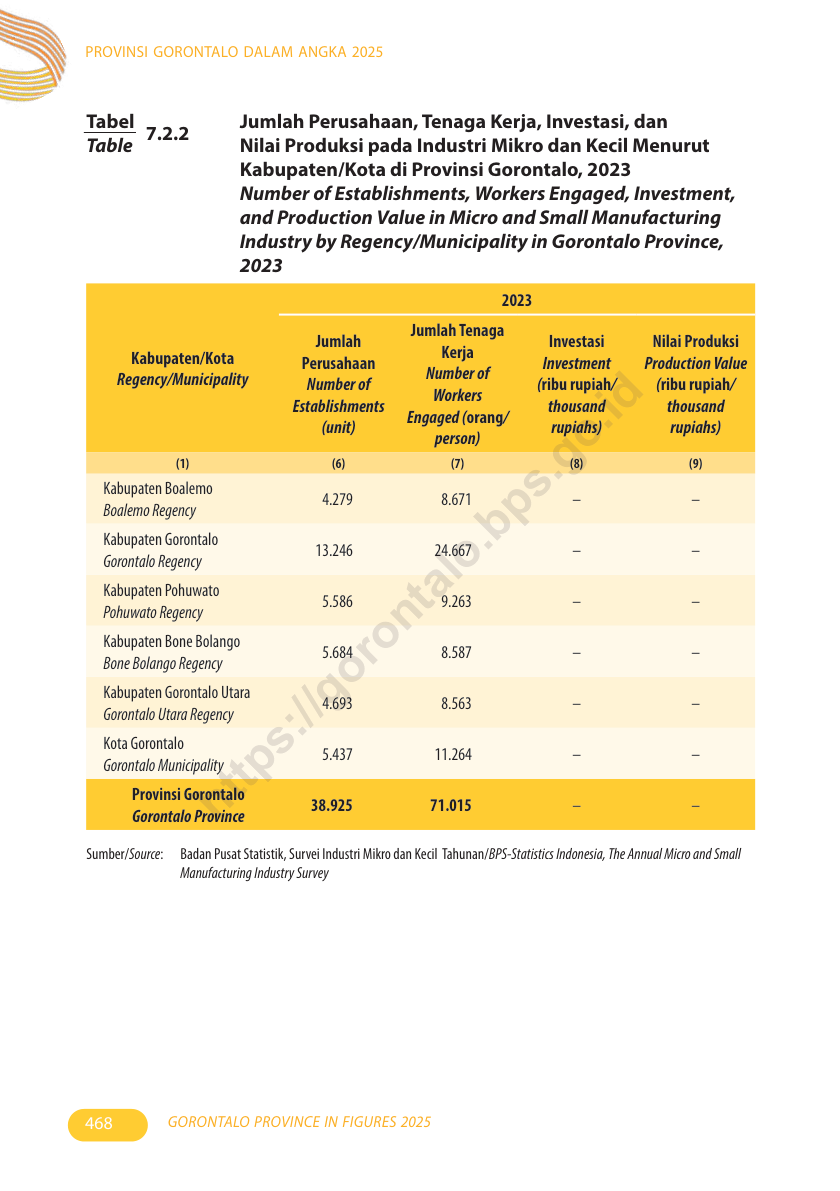 PROVINSI GORONTALO DALAM ANGKA 2025
Tabel
Table
7.2.2
Jumlah Perusahaan, Tenaga Kerja, Investasi, dan
Nilai Produksi pada Industri Mikro dan Kecil Menurut
Kabupaten/Kota di Provinsi Gorontalo, 2023
Number of Establishments, Workers Engaged, Investment,
and Production Value in Micro and Small Manufacturing
Industry by Regency/Municipality in Gorontalo Province,
2023
Kabupaten/Kota
Regency/Municipality
2023
Jumlah
Perusahaan
Number of
Establishments
(unit)
Jumlah Tenaga
Kerja
Number of
Workers
Engaged (orang/
person)
Investasi
Investment
(ribu rupiah/
thousand
rupiahs)
Nilai Produksi
Production Value
(ribu rupiah/
thousand
rupiahs)
(1) (6) (7) (8) (9)
Kabupaten Boalemo
Boalemo Regency
4.279 8.671 – –
Kabupaten Gorontalo
Gorontalo Regency
13.246 24.667 – –
Kabupaten Pohuwato
Pohuwato Regency
5.586 9.263 – –
Kabupaten Bone Bolango
Bone Bolango Regency
5.684 8.587 – –
Kabupaten Gorontalo Utara
Gorontalo Utara Regency
4.693 8.563 – –
Kota Gorontalo
Gorontalo Municipality
5.437 11.264 – –
Provinsi Gorontalo
Gorontalo Province
38.925 71.015 – –
https://gorontalo.bps.go.id
Sumber/Source: Badan Pusat Statistik, Survei Industri Mikro dan Kecil Tahunan/BPS-Statistics Indonesia, The Annual Micro and Small
Manufacturing Industry Survey
468
GORONTALO PROVINCE IN FIGURES 2025